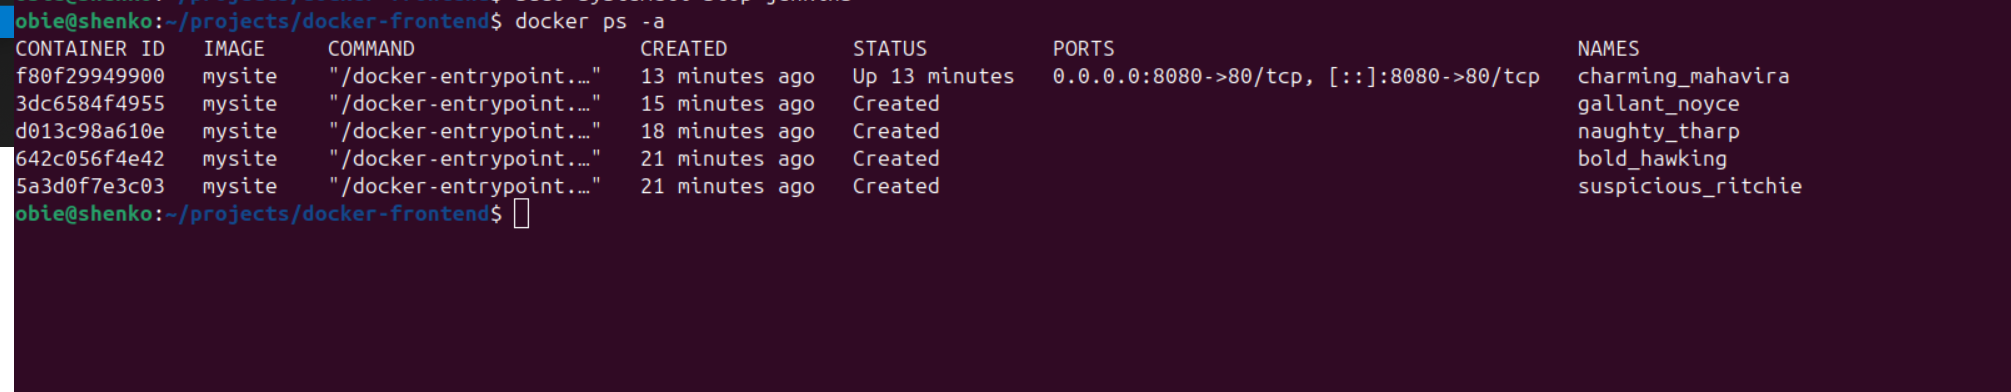 obie@shenko:~/projects/docker-frontend$ docker ps -a
CONTAINER ID   IMAGE     COMMAND                  CREATED          STATUS          PORTS                                     NAMES
f80f29949900   mysite    "/docker-entrypoint.…"   13 minutes ago   Up 13 minutes   0.0.0.0:8080->80/tcp, [::]:8080->80/tcp   charming_mahavira
3dc6584f4955   mysite    "/docker-entrypoint.…"   15 minutes ago   Created                                                   gallant_noyce
d013c98a610e   mysite    "/docker-entrypoint.…"   18 minutes ago   Created                                                   naughty_tharp
642c056f4e42   mysite    "/docker-entrypoint.…"   21 minutes ago   Created                                                   bold_hawking
5a3d0f7e3c03   mysite    "/docker-entrypoint.…"   21 minutes ago   Created                                                   suspicious_ritchie
obie@shenko:~/projects/docker-frontend$